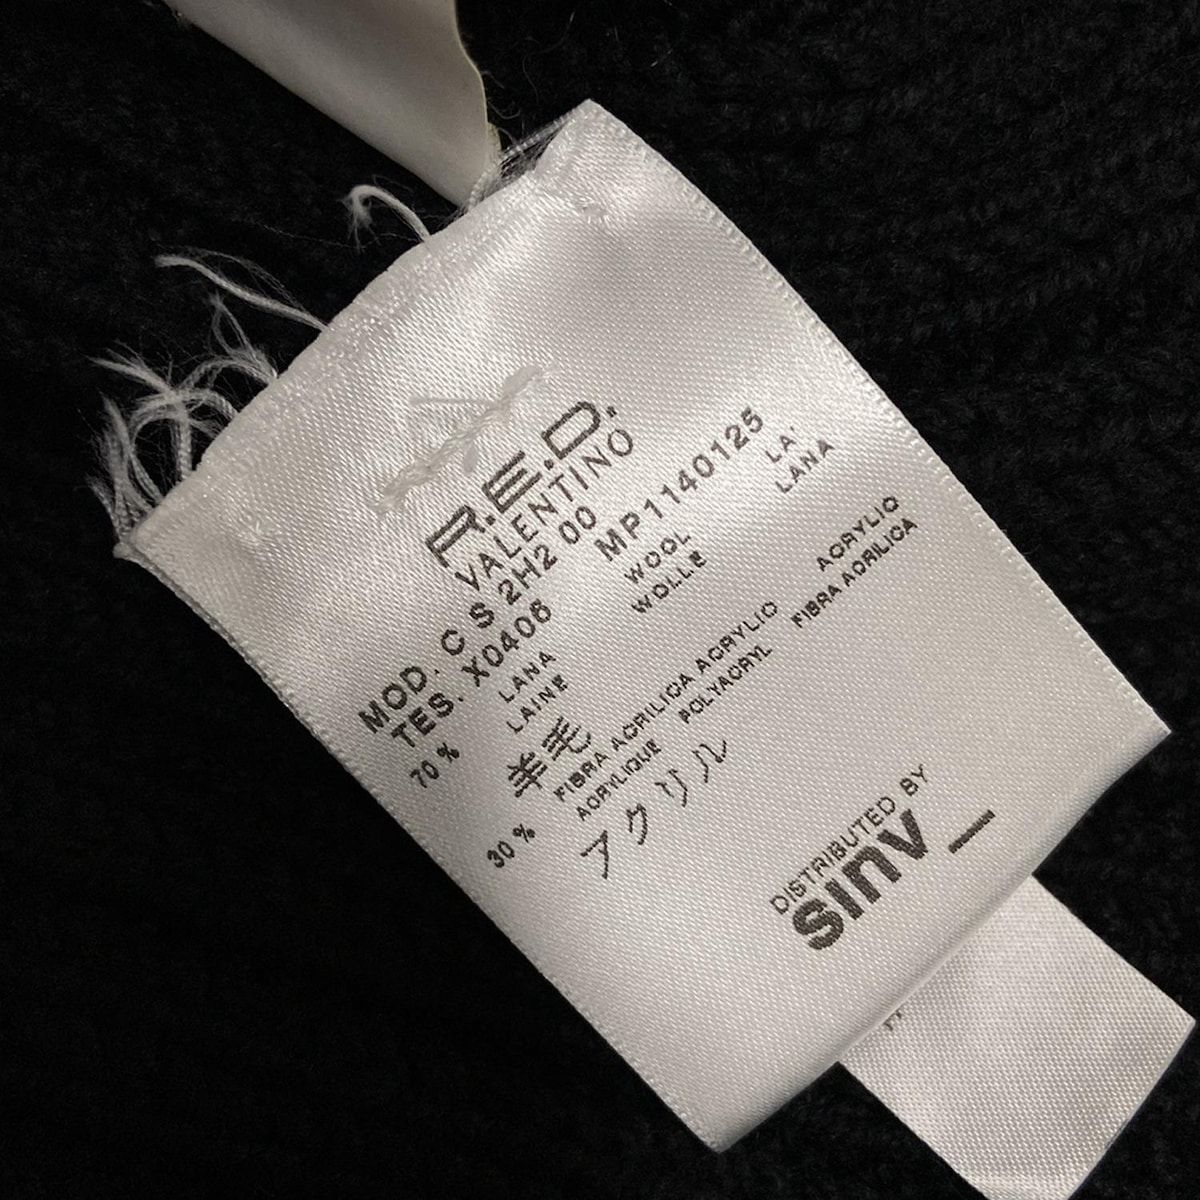 R.E.D.
VALENTINO
MOD. C S 2H2 00 MP1140125
TES. X0406
70 % LANA WOOL LA'
LAINE WOLLE LANA
羊毛
30 % FIBRA ACRILICA ACRYLIC ACRYLIC
ACRYLIQUE POLYACRYL FIBRA ACRILICA
アクリル
DISTRIBUTED BY
sınv_